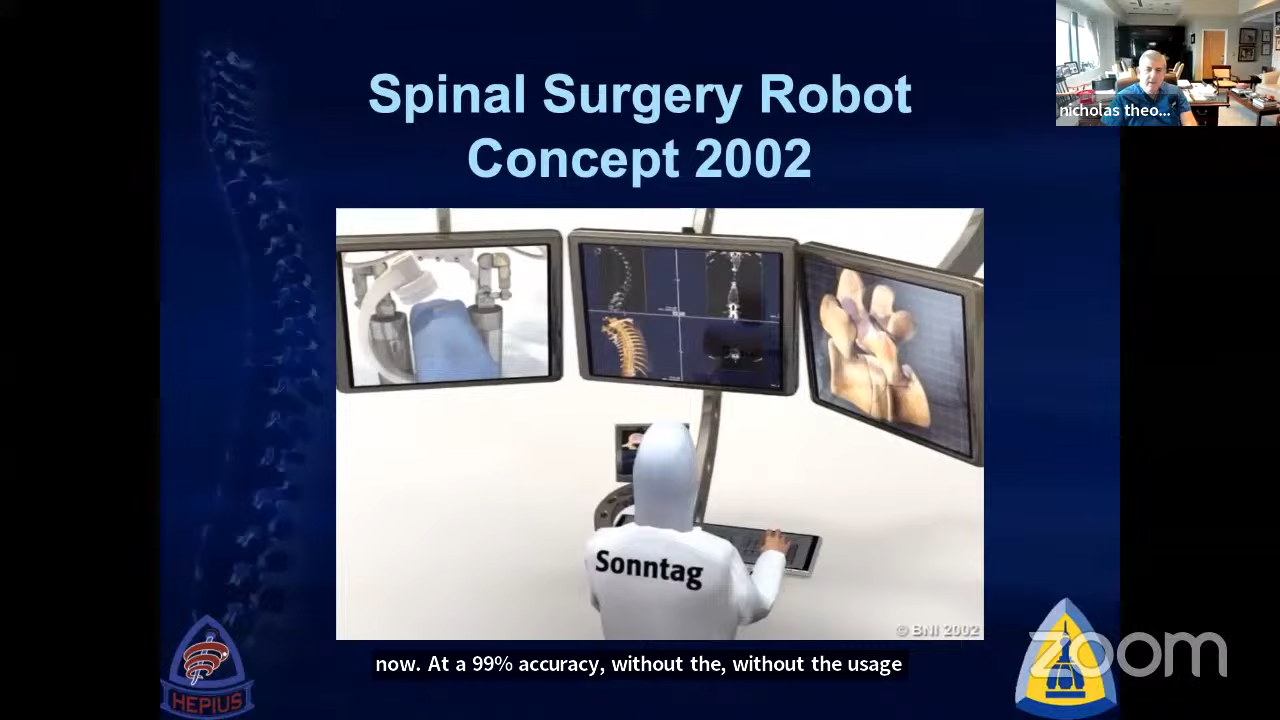 Spinal Surgery Robot
Concept 2002
nicholas theo...
Sonntag
© BNI 2002
now. At a 99% accuracy, without the, without the usage
HEPIUS
zoom